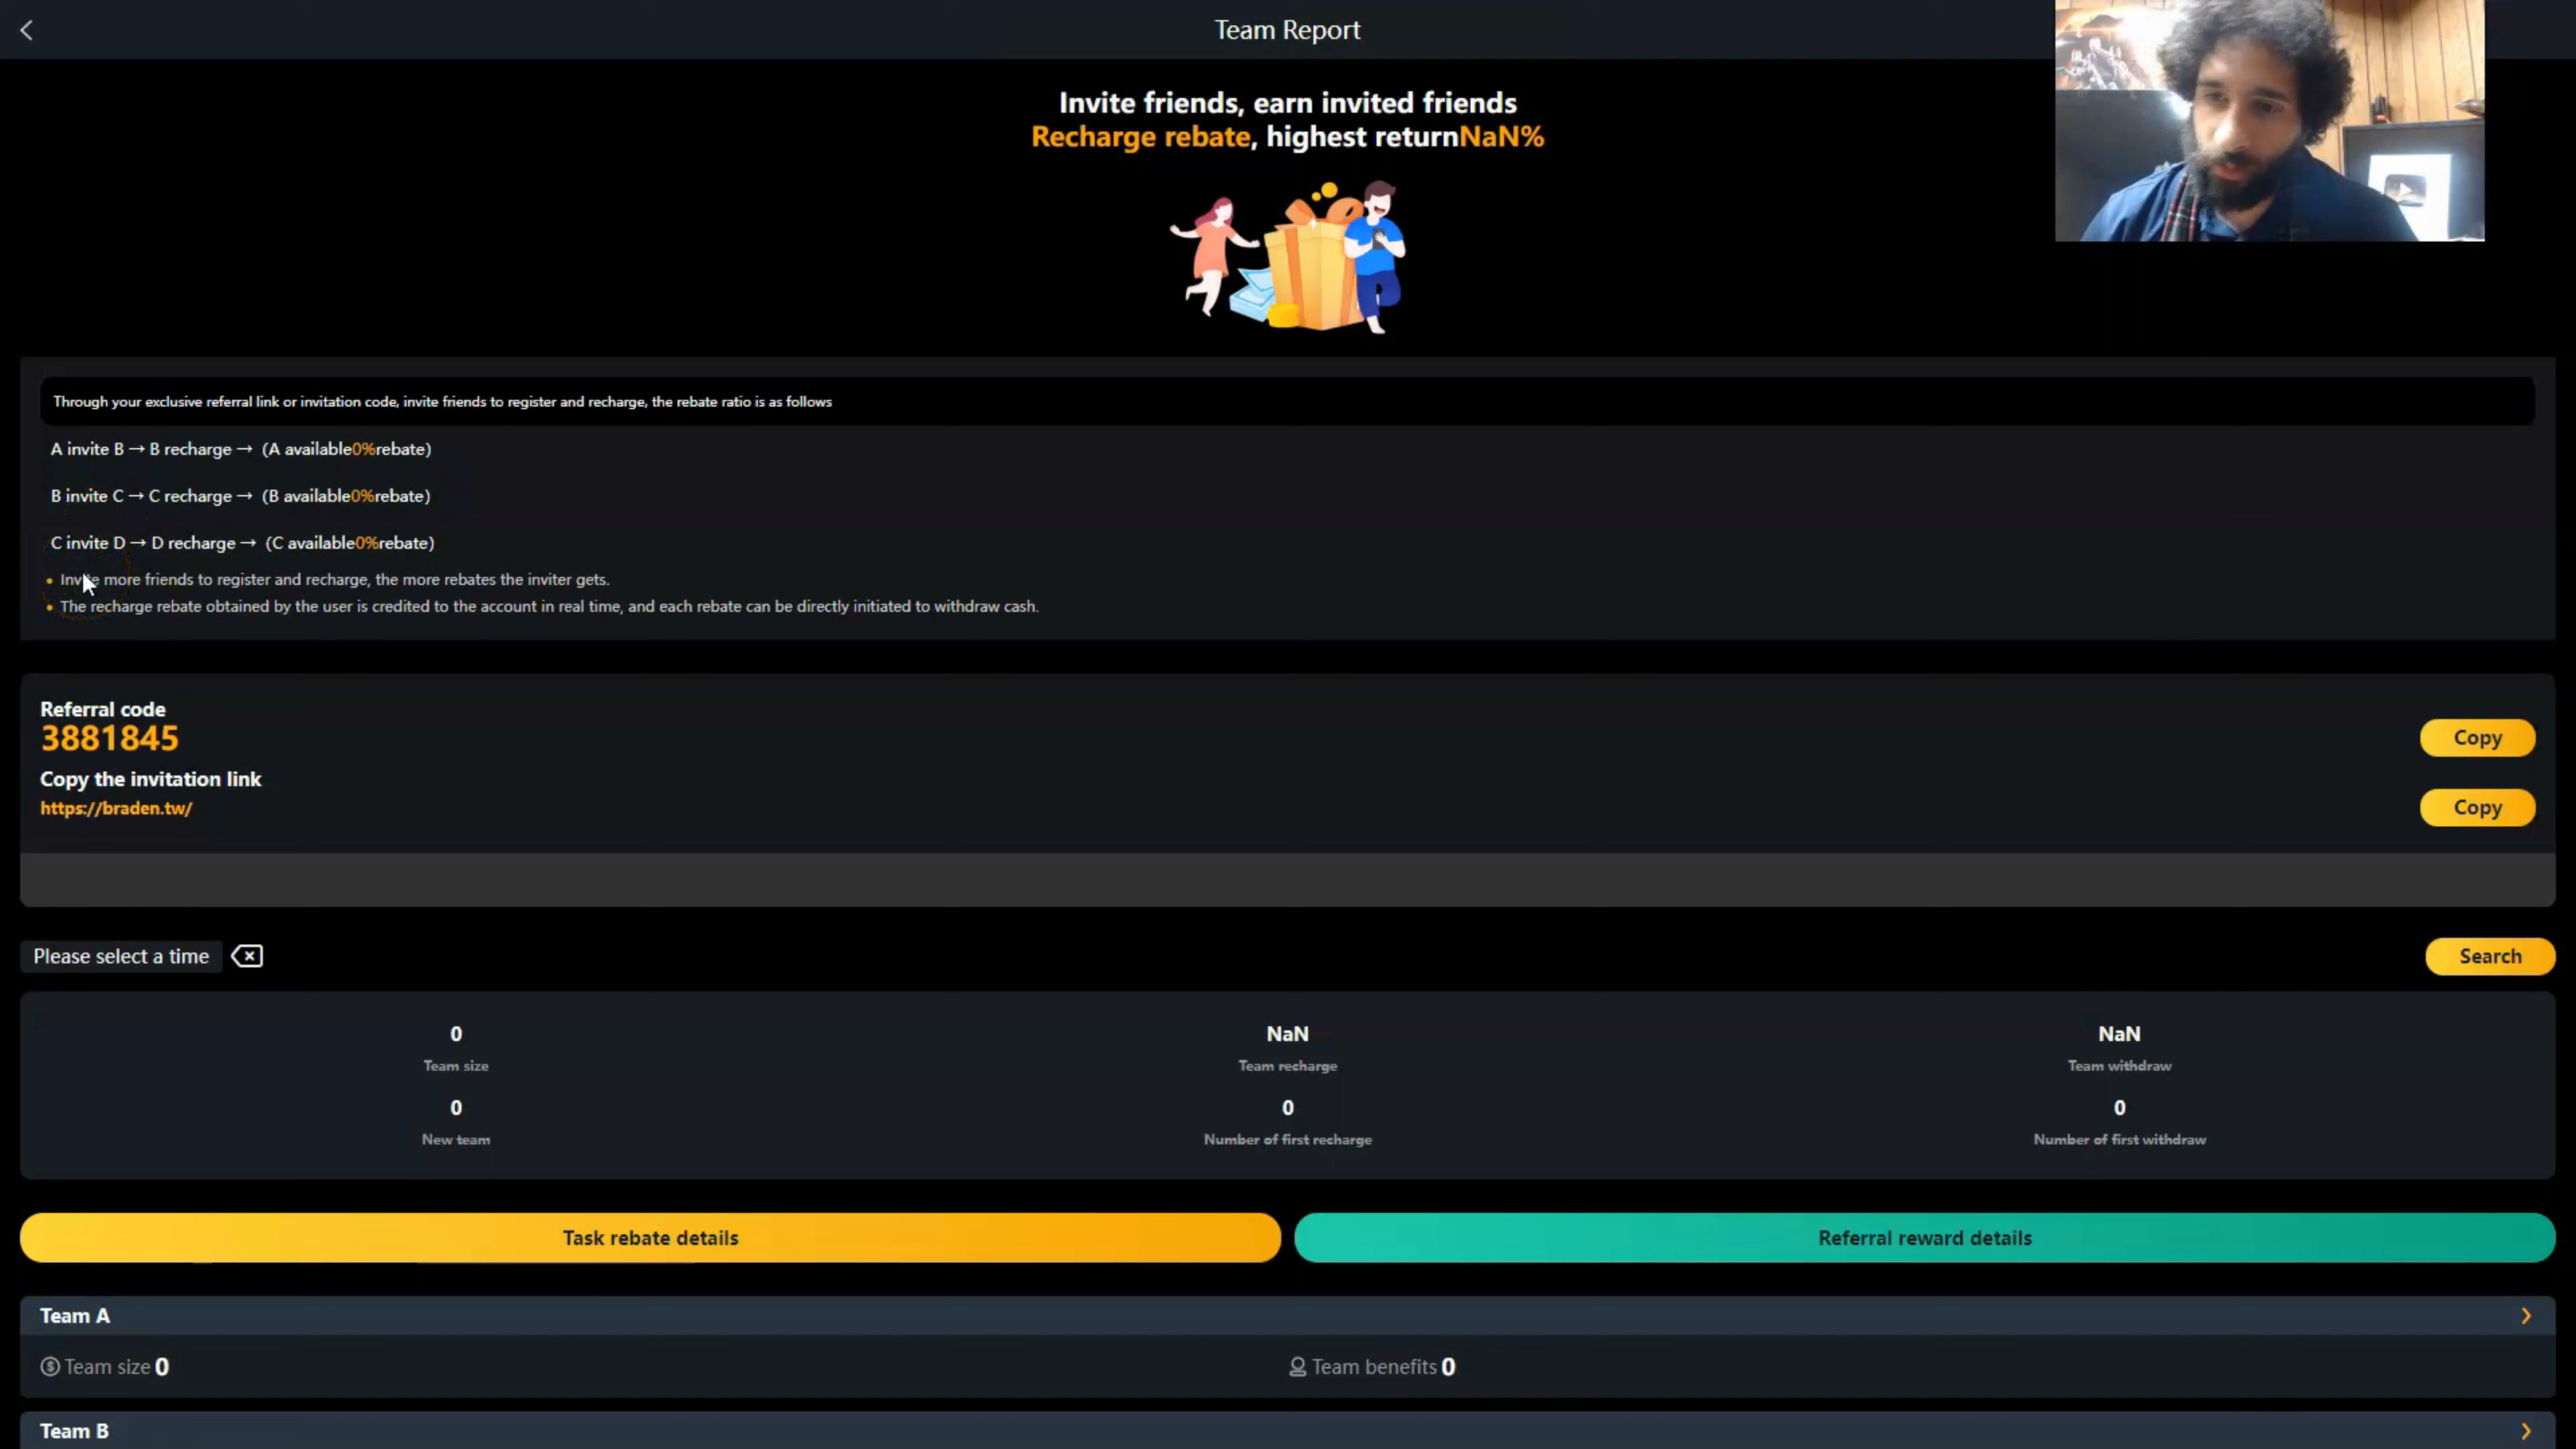 Team Report
Invite friends, earn invited friends
Recharge rebate, highest returnNaN%
Through your exclusive referral link or invitation code, invite friends to register and recharge, the rebate ratio is as follows
A invite B → B recharge → (A available0%rebate)
B invite C → C recharge → (B available0%rebate)
C invite D → D recharge → (C available0%rebate)
• Invite more friends to register and recharge, the more rebates the inviter gets.
• The recharge rebate obtained by the user is credited to the account in real time, and each rebate can be directly initiated to withdraw cash.
Referral code
3881845
Copy
Copy the invitation link
https://braden.tw/
Copy
Please select a time
Search
0 NaN NaN
Team size Team recharge Team withdraw
0 0 0
New team Number of first recharge Number of first withdraw
Task rebate details Referral reward details
Team A
Team size 0 Team benefits 0
Team B